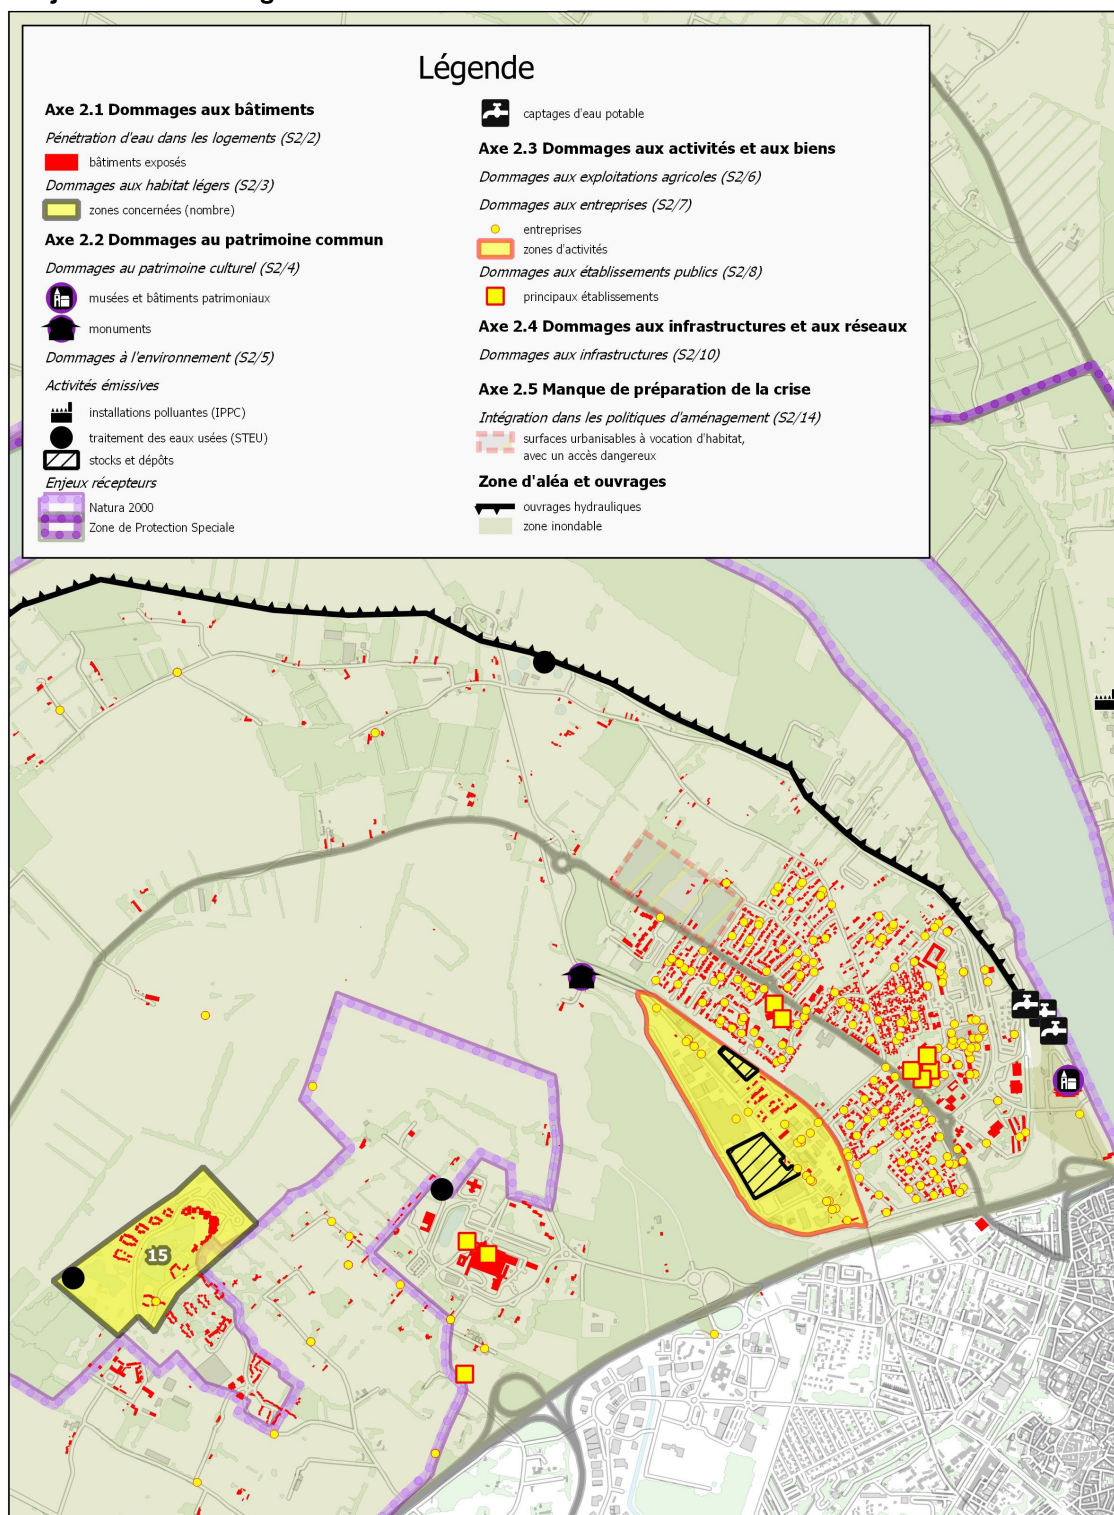 Légende
Axe 2.1 Dommages aux bâtiments
Pénétration d'eau dans les logements (S2/2)
bâtiments exposés
Dommages aux habitat légers (S2/3)
zones concernées (nombre)
Axe 2.2 Dommages au patrimoine commun
Dommages au patrimoine culturel (S2/4)
musées et bâtiments patrimoniaux
monuments
Dommages à l'environnement (S2/5)
Activités émissives
installations polluantes (IPPC)
traitement des eaux usées (STEU)
stocks et dépôts
Enjeux récepteurs
Natura 2000
Zone de Protection Speciale
captages d'eau potable
Axe 2.3 Dommages aux activités et aux biens
Dommages aux exploitations agricoles (S2/6)
Dommages aux entreprises (S2/7)
entreprises
zones d'activités
Dommages aux établissements publics (S2/8)
principaux établissements
Axe 2.4 Dommages aux infrastructures et aux réseaux
Dommages aux infrastructures (S2/10)
Axe 2.5 Manque de préparation de la crise
Intégration dans les politiques d'aménagement (S2/14)
surfaces urbanisables à vocation d'habitat,
avec un accès dangereux
Zone d'aléa et ouvrages
ouvrages hydrauliques
zone inondable
15